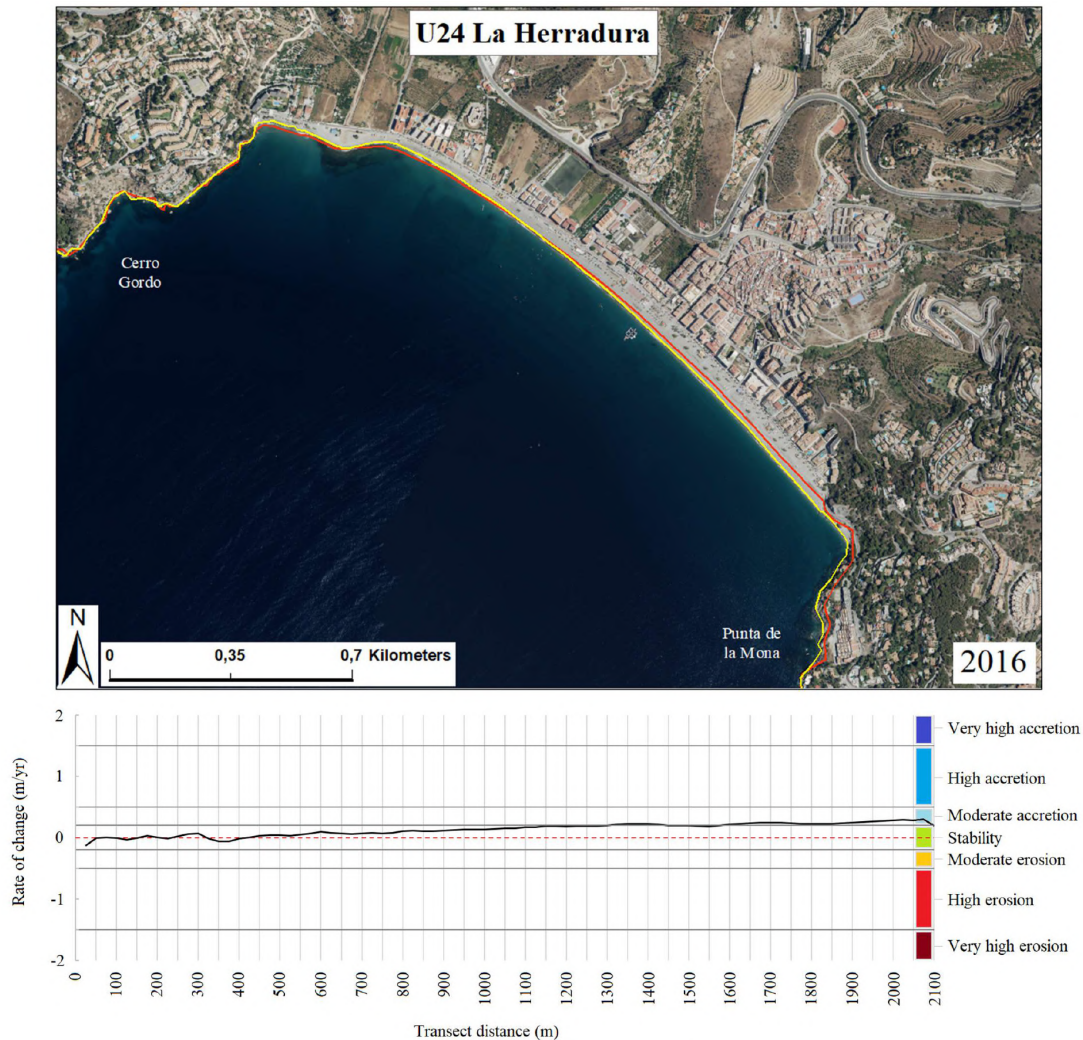 U24 La Herradura
Cerro
Gordo
Punta de
la Mona
N
0 0,35 0,7 Kilometers
2016
2
1
0
-1
-2
Rate of change (m/yr)
Very high accretion
High accretion
Moderate accretion
Stability
Moderate erosion
High erosion
Very high erosion
0 100 200 300 400 500 600 700 800 900 1000 1100 1200 1300 1400 1500 1600 1700 1800 1900 2000 2100
Transect distance (m)